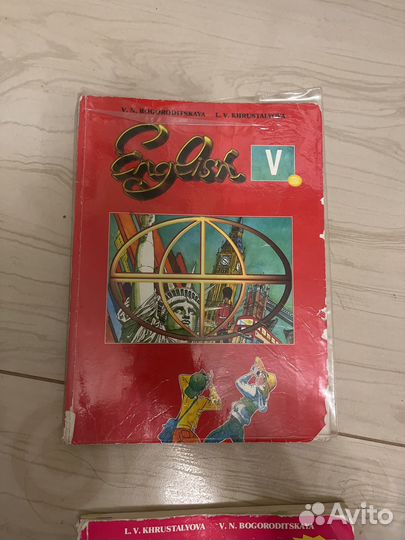 V. N. BOGORODITSKAYA L. V. KHRUSTALYOVA
English V
L. V. KHRUSTALYOVA V. N. BOGORODITSKAYA
Avito